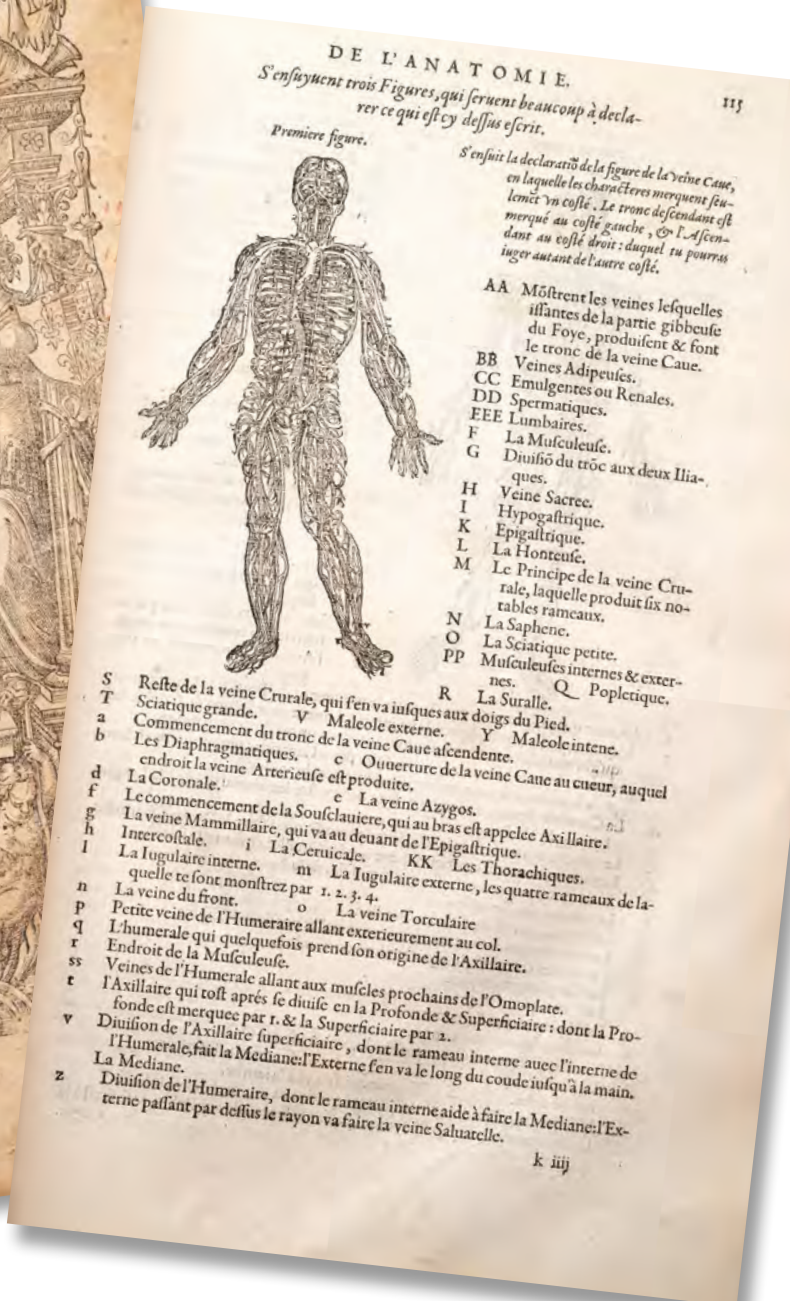 DE L'ANATOMIE.
115
S'enſuyuent trois Figures, qui ſeruent beaucoup à decla-
rer ce qui eſt cy deſſus eſcrit.
Premiere figure.
S'enſuit la declaratiõ de la figure de la veine Caue,
en laquelle les characteres merquent ſeu-
lemẽt vn coſté. Le tronc deſcendant eſt
merqué au coſté gauche, & l'Aſcen-
dant au coſté droit: duquel tu pourras
iuger autant de l'autre coſté.
AA Mõſtrent les veines leſquelles
iſſantes de la partie gibbeuſe
du Foye, produiſent & font
le tronc de la veine Caue.
BB Veines Adipeuſes.
CC Emulgentes ou Renales.
DD Spermatiques.
EEE Lumbaires.
F La Muſculeuſe.
G Diuiſiõ du trõc aux deux Ilia-
ques.
H Veine Sacree.
I Hypogaſtrique.
K Epigaſtrique.
L La Honteuſe.
M Le Principe de la veine Cru-
rale, laquelle produit ſix no-
tables rameaux.
N La Saphene.
O La Sciatique petite.
PP Muſculeuſes internes & exter-
nes. Q Popletique.
R La Suralle.
S Reſte de la veine Crurale, qui ſ'en va iuſques aux doigs du Pied.
T Sciatique grande. V Maleole externe. Y Maleole intene.
a Commencement du tronc de la veine Caue aſcendente.
b Les Diaphragmatiques. c Ouuerture de la veine Caue au cueur, auquel
endroit la veine Arterieuſe eſt produite.
d La Coronale. e La veine Azygos.
f Le commencement de la Souſclauiere, qui au bras eſt appelee Axillaire.
g La veine Mammillaire, qui va au deuant de l'Epigaſtrique.
h Intercoſtale. i La Ceruicale. KK Les Thorachiques.
l La Iugulaire interne. m La Iugulaire externe, les quatre rameaux de la-
quelle te ſont monſtrez par 1. 2. 3. 4.
n La veine du front. o La veine Torculaire
p Petite veine de l'Humeraire allant exterieurement au col.
q L'humerale qui quelquefois prend ſon origine de l'Axillaire.
r Endroit de la Muſculeuſe.
ss Veines de l'Humerale allant aux muſcles prochains de l'Omoplate.
t l'Axillaire qui toſt aprés ſe diuiſe en la Profonde & Superficiaire: dont la Pro-
fonde eſt merquee par 1. & la Superficiaire par 2.
v Diuiſion de l'Axillaire ſuperficiaire, dont le rameau interne auec l'interne de
l'Humerale, fait la Mediane: l'Externe ſ'en va le long du coude iuſqu'à la main.
La Mediane.
z Diuiſion de l'Humeraire, dont le rameau interne aide à faire la Mediane: l'Ex-
terne paſſant par deſſus le rayon va faire la veine Saluatelle.
k iiij